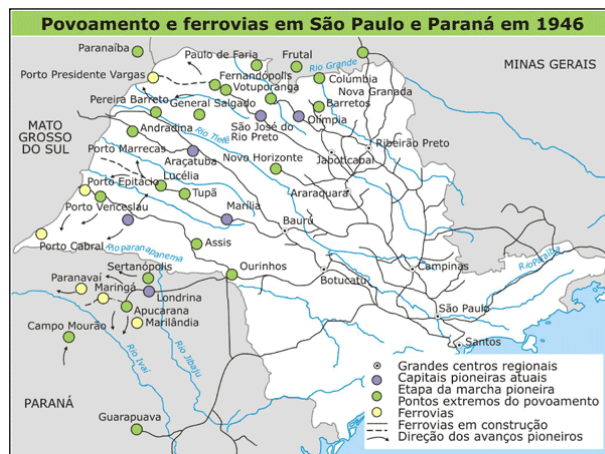 Povoamento e ferrovias em São Paulo e Paraná em 1946
Paranaíba
Paulo de Faria
Frutal
Rio Grande
MINAS GERAIS
Porto Presidente Vargas
Fernandópolis
Columbia
Votuporanga
Nova Granada
Pereira Barreto
General Salgado
Barretos
MATO
GROSSO
DO SUL
Andradina
Rio Tietê
São José do
Rio Preto
Olímpia
Ribeirão Preto
Porto Marrecas
Araçatuba
Novo Horizonte
Jaboticabal
Porto Epitácio
Lucélia
Tupã
Araraquara
Porto Venceslau
Marília
Bauru
Porto Cabral
Rio paranapanema
Assis
Rio Paraiba
Sertanópolis
Ourinhos
Campinas
Paranavaí
Maringá
Londrina
Botucatu
Apucarana
São Paulo
Campo Mourão
Marilândia
Santos
Rio Ivaí
Rio Jibaju
PARANÁ
Guarapuava
Grandes centros regionais
Capitais pioneiras atuais
Etapa da marcha pioneira
Pontos extremos do povoamento
Ferrovias
Ferrovias em construção
Direção dos avanços pioneiros